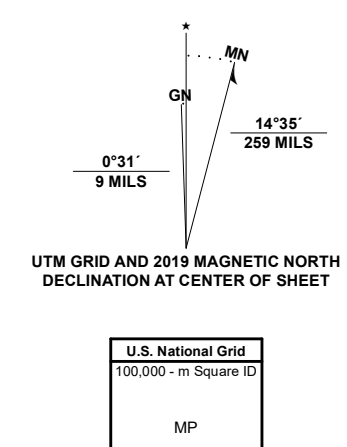 ★
MN
GN
14°35´
259 MILS
0°31´
9 MILS
UTM GRID AND 2019 MAGNETIC NORTH
DECLINATION AT CENTER OF SHEET
U.S. National Grid
100,000 - m Square ID
MP